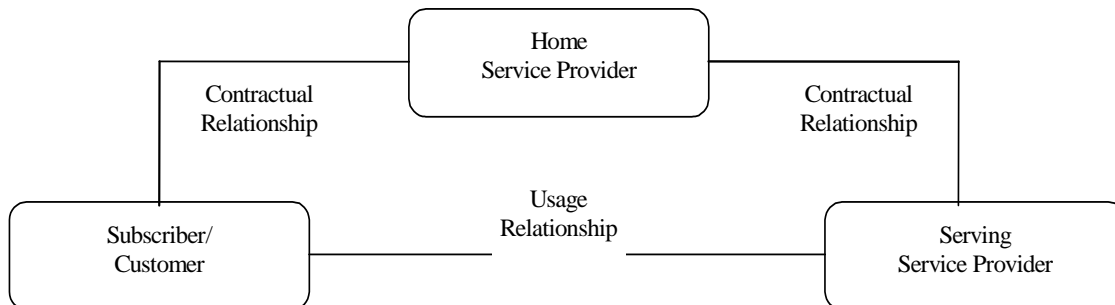 Home
Service Provider
Contractual
Relationship
Contractual
Relationship
Usage
Relationship
Subscriber/
Customer
Serving
Service Provider